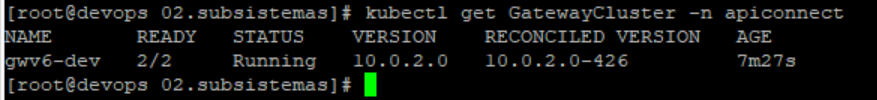 [root@devops 02.subsistemas]# kubectl get GatewayCluster -n apiconnect
NAME READY STATUS VERSION RECONCILED VERSION AGE
gwv6-dev 2/2 Running 10.0.2.0 10.0.2.0-426 7m27s
[root@devops 02.subsistemas]#